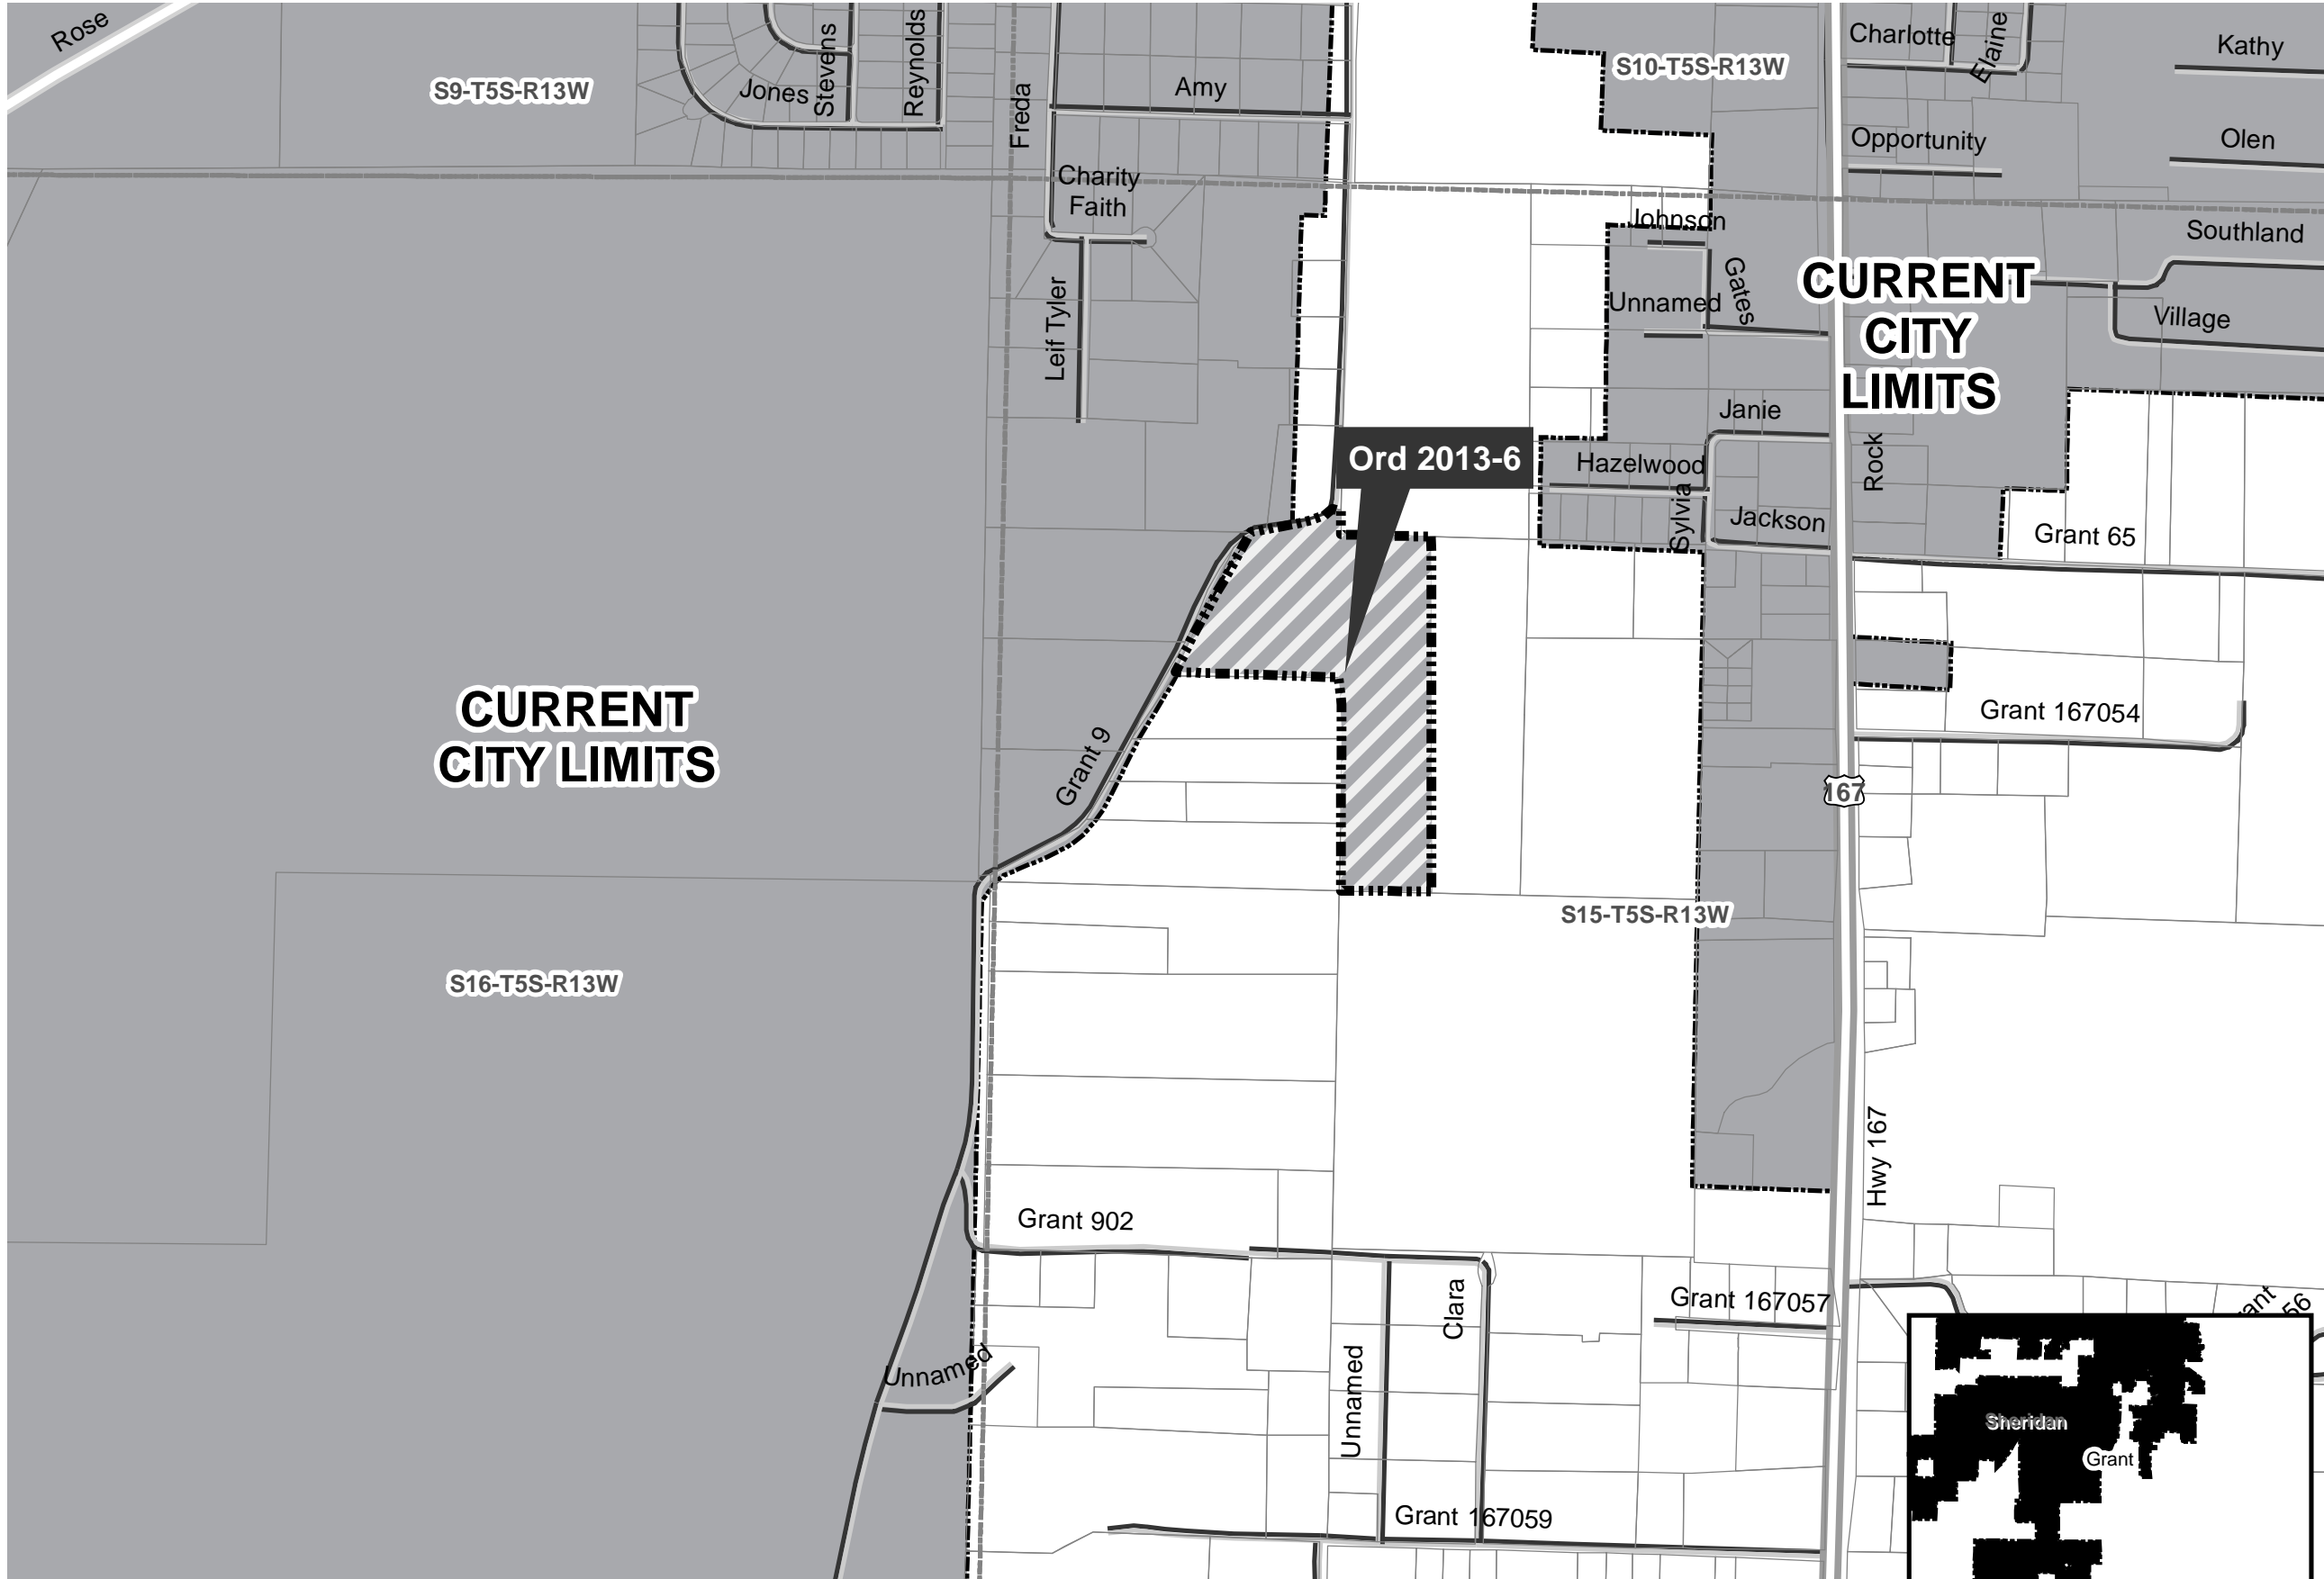 Rose
S9-T5S-R13W
Jones
Stevens
Reynolds
Freda
Amy
Charity
Faith
Leif Tyler
S10-T5S-R13W
Charlotte
Elaine
Kathy
Opportunity
Olen
Johnson
Gates
Unnamed
Southland
Village
CURRENT
CITY
LIMITS
Janie
Hazelwood
Sylvia
Jackson
Rock
Grant 65
Ord 2013-6
CURRENT
CITY LIMITS
Grant 9
Grant 167054
167
S15-T5S-R13W
S16-T5S-R13W
Hwy 167
Grant 902
Clara
Unnamed
Unnamed
Grant 167057
Grant 167059
56
Sheridan
Grant